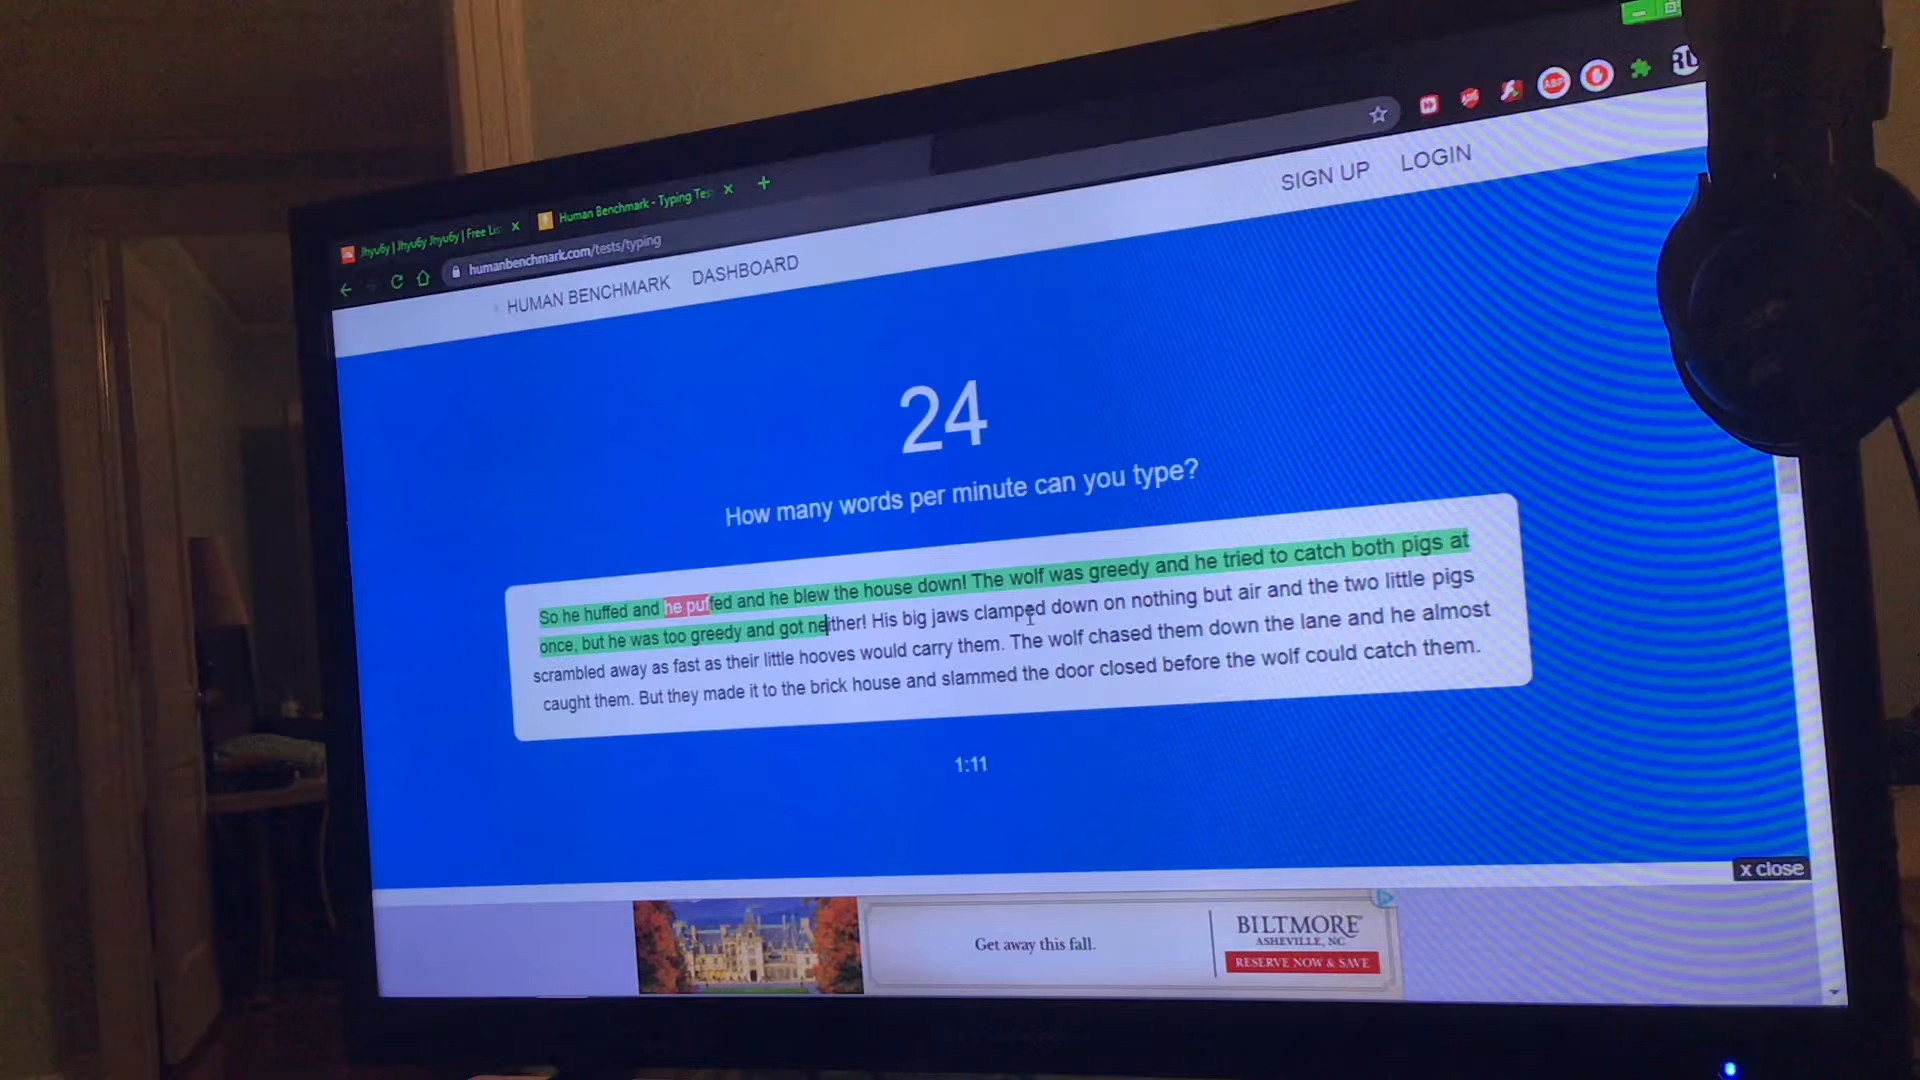 Jhyu6y | Jhyu6y Jhyu6y | Free Lis
Human Benchmark - Typing Tes
humanbenchmark.com/tests/typing
ABP
HUMAN BENCHMARK DASHBOARD
SIGN UP LOGIN
24
How many words per minute can you type?
So he huffed and he puffed and he blew the house down! The wolf was greedy and he tried to catch both pigs at
once, but he was too greedy and got neither! His big jaws clamped down on nothing but air and the two little pigs
scrambled away as fast as their little hooves would carry them. The wolf chased them down the lane and he almost
caught them. But they made it to the brick house and slammed the door closed before the wolf could catch them.
1:11
x close
Get away this fall.
BILTMORE
ASHEVILLE, NC
RESERVE NOW & SAVE